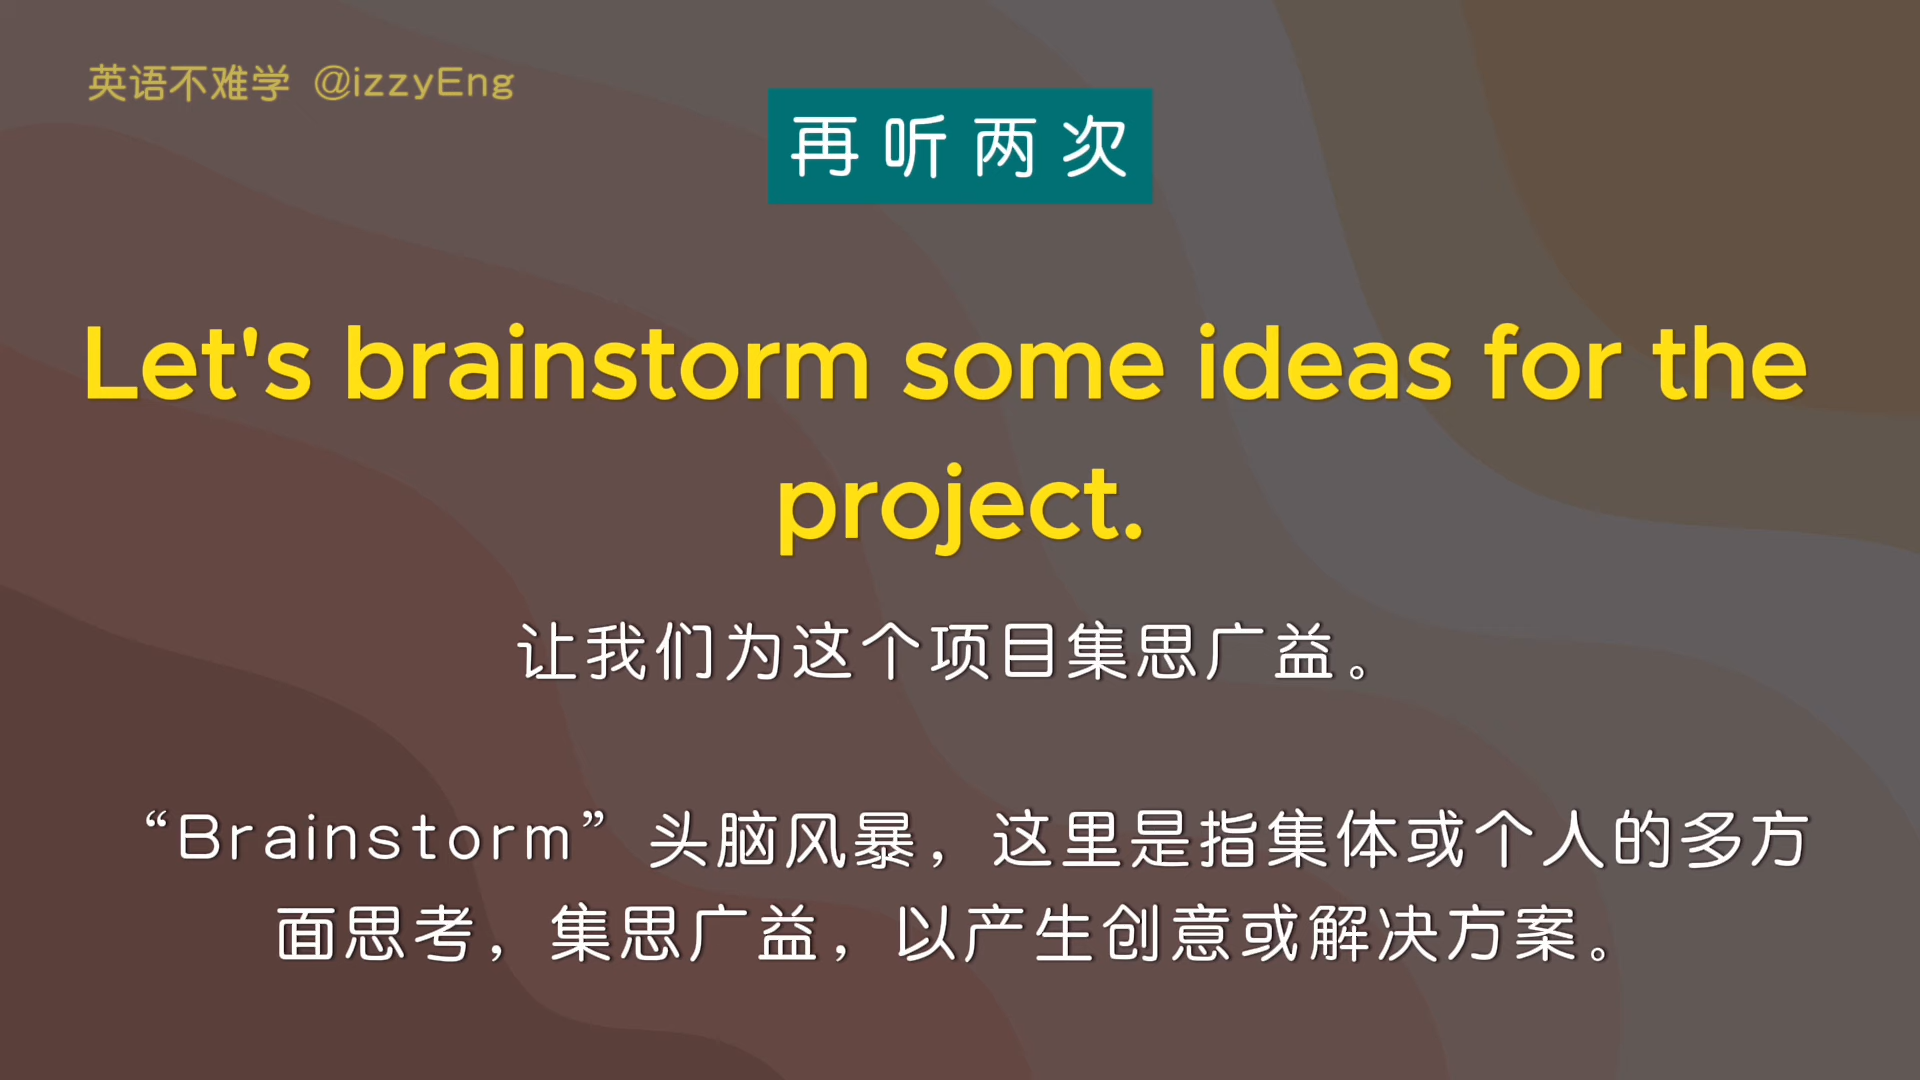 英语不难学 @izzyEng
再听两次
Let's brainstorm some ideas for the
project.
让我们为这个项目集思广益。
“Brainstorm”头脑风暴，这里是指集体或个人的多方
面思考，集思广益，以产生创意或解决方案。